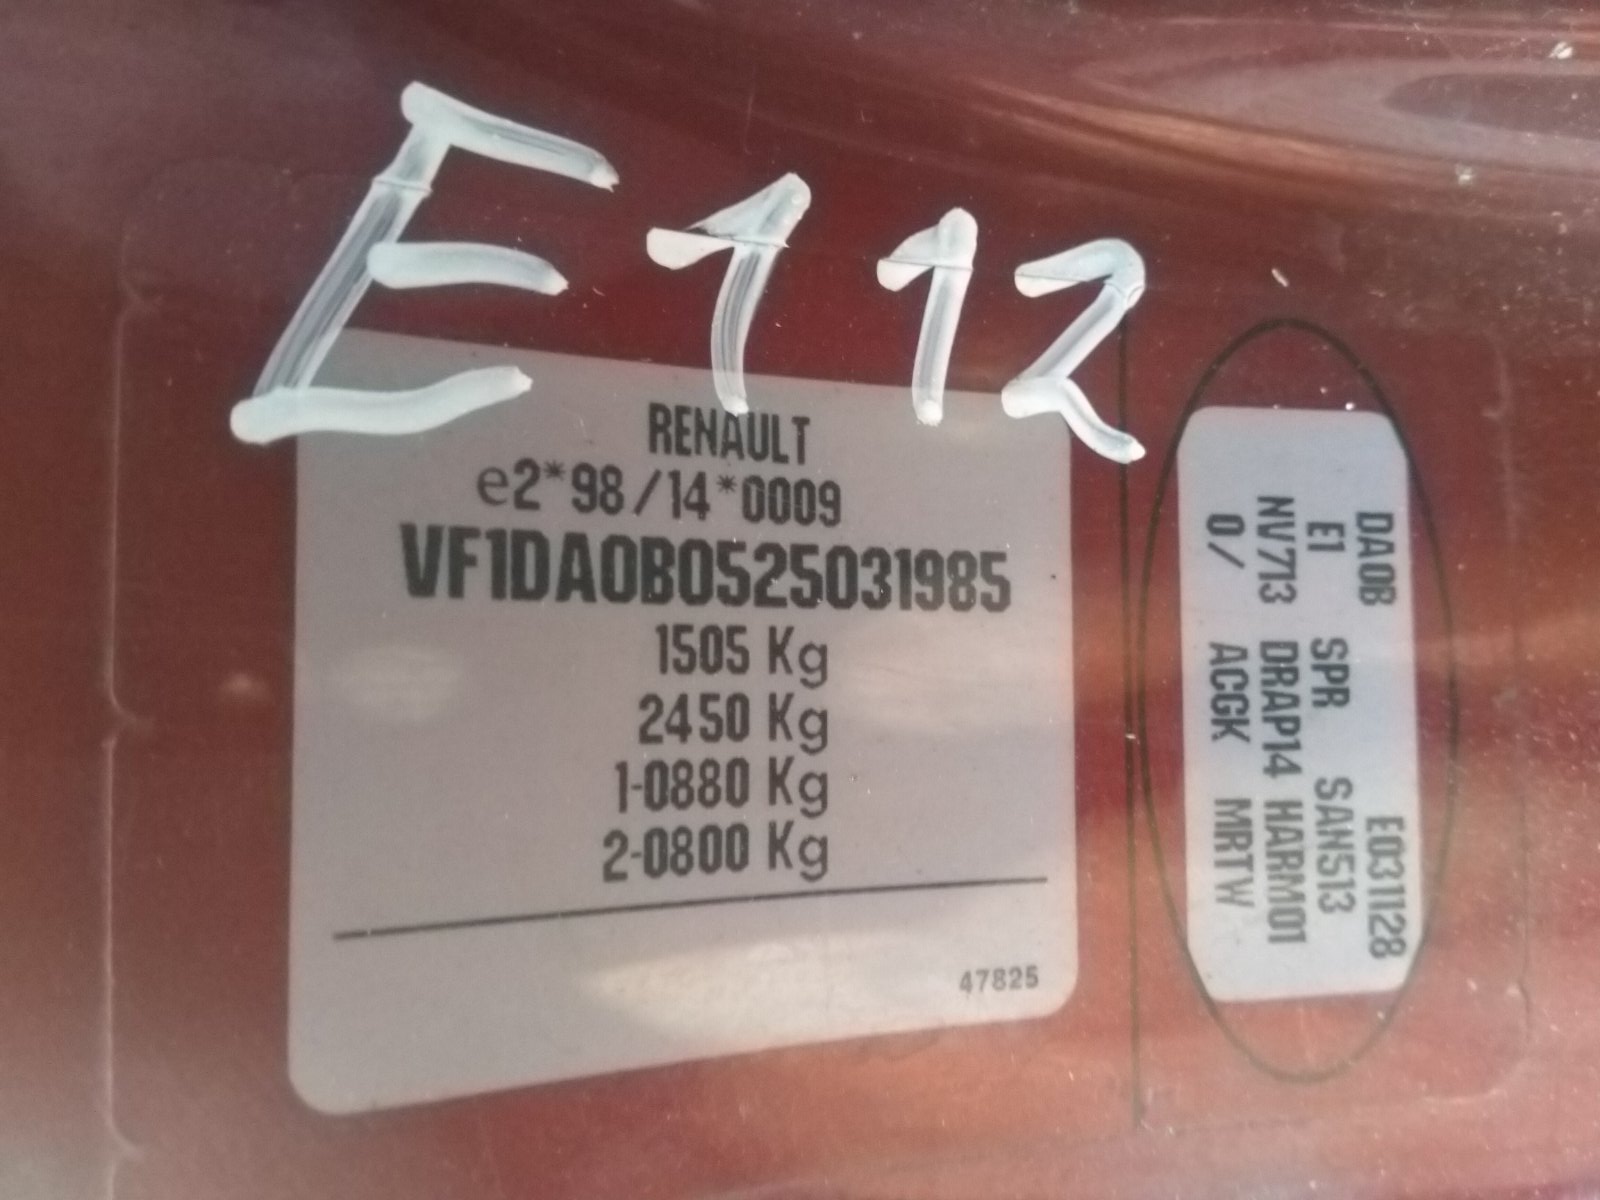 E112
RENAULT
e2*98/14*0009
VF1DA0B0525031985
1505 Kg
2450 Kg
1-0880 Kg
2-0800 Kg
47825
DA0B E031128
E1 SPR SAN513
NV713 DRAP14 HARM01
0/ ACGK MRTW